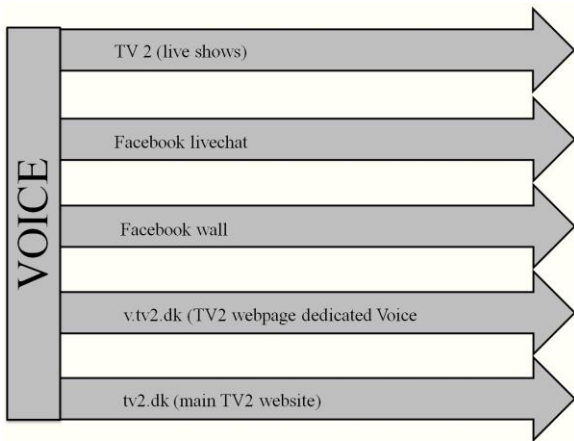 VOICE
TV 2 (live shows)
Facebook livechat
Facebook wall
v.tv2.dk (TV2 webpage dedicated Voice
tv2.dk (main TV2 website)